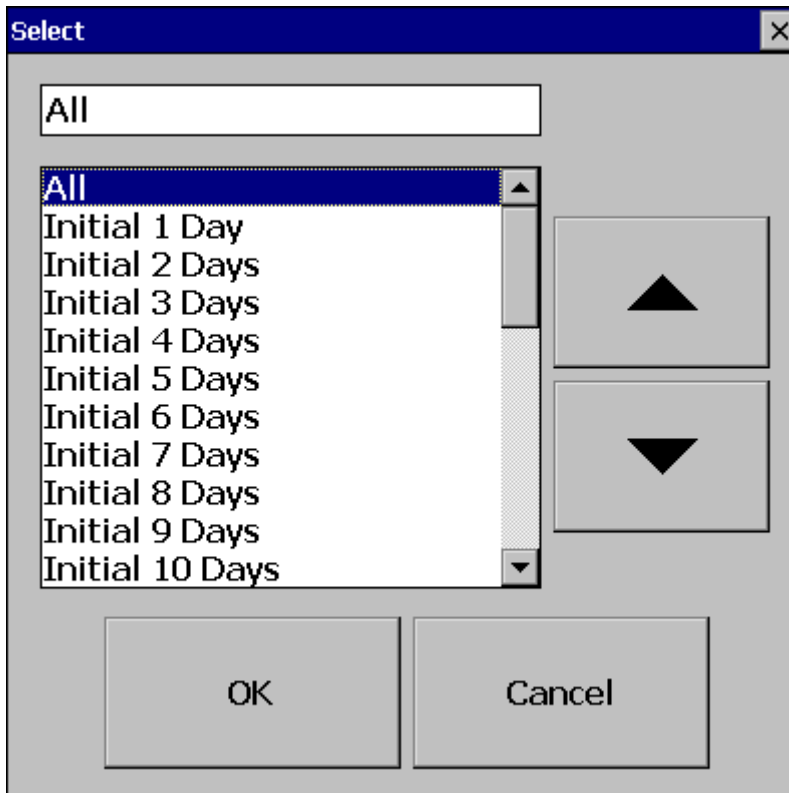 Select
All
All
Initial 1 Day
Initial 2 Days
Initial 3 Days
Initial 4 Days
Initial 5 Days
Initial 6 Days
Initial 7 Days
Initial 8 Days
Initial 9 Days
Initial 10 Days
OK
Cancel